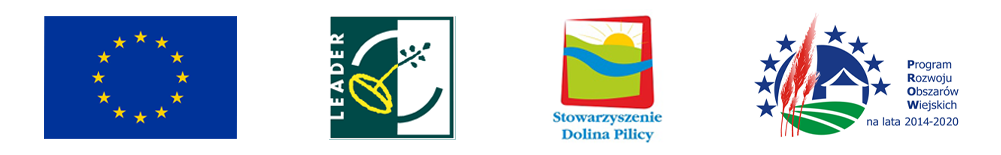 LEADER
Stowarzyszenie
Dolina Pilicy
Program
Rozwoju
Obszarów
Wiejskich
na lata 2014-2020